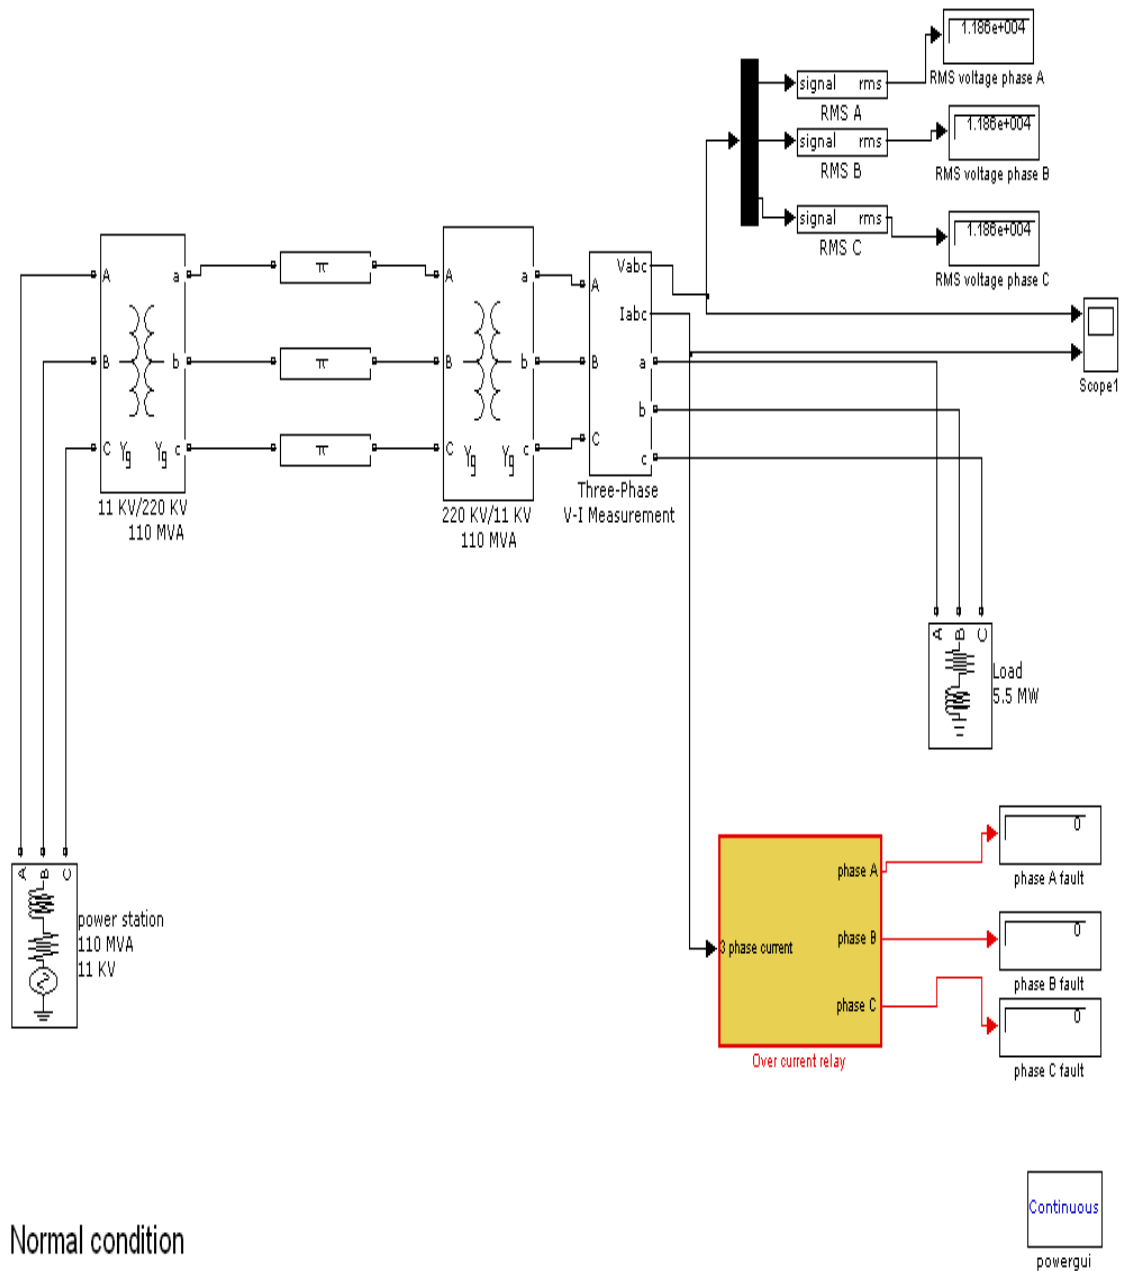 1.186e+004
RMS voltage phase A
signal rms
RMS A
1.186e+004
RMS voltage phase B
signal rms
RMS B
1.186e+004
RMS voltage phase C
signal rms
RMS C
A a
B b
C Yg Yg c
11 KV/220 KV
110 MVA
π
π
π
A a
B b
C Yg Yg c
220 KV/11 KV
110 MVA
Vabc
Iabc
A
B
C
a
b
c
Three-Phase
V-I Measurement
Scope1
A B C
Load
5.5 MW
A B C
power station
110 MVA
11 KV
3 phase current
phase A
phase B
phase C
Over current relay
0
phase A fault
0
phase B fault
0
phase C fault
Continuous
powergui
Normal condition